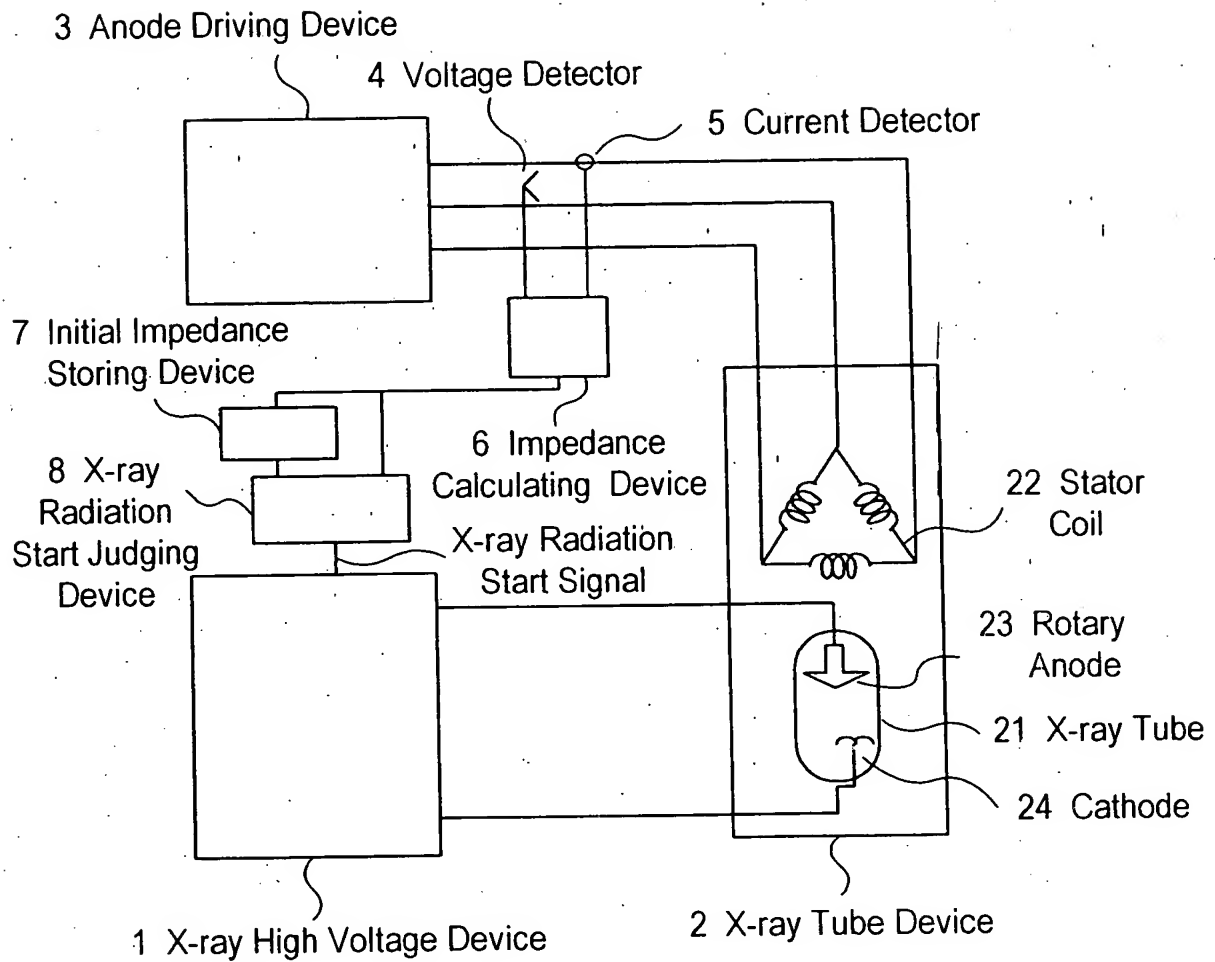 3 Anode Driving Device
4 Voltage Detector
5 Current Detector
7 Initial Impedance
Storing Device
6 Impedance
Calculating Device
8 X-ray
Radiation
Start Judging
Device
X-ray Radiation
Start Signal
22 Stator
Coil
23 Rotary
Anode
21 X-ray Tube
24 Cathode
1 X-ray High Voltage Device
2 X-ray Tube Device